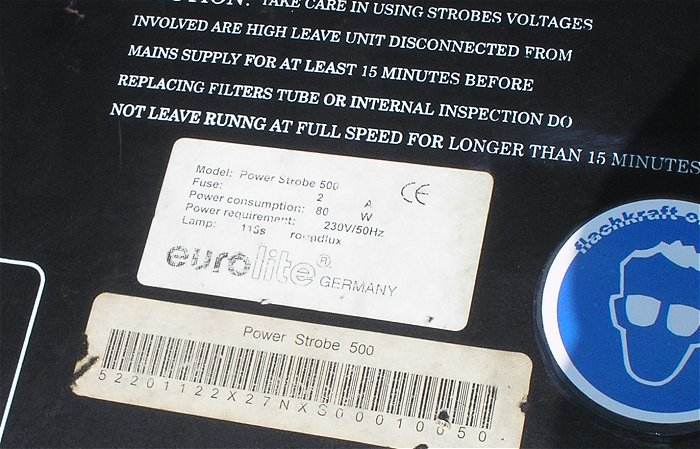 TAKE CARE IN USING STROBES VOLTAGES
INVOLVED ARE HIGH LEAVE UNIT DISCONNECTED FROM
MAINS SUPPLY FOR AT LEAST 15 MINUTES BEFORE
REPLACING FILTERS TUBE OR INTERNAL INSPECTION DO
NOT LEAVE RUNNG AT FULL SPEED FOR LONGER THAN 15 MINUTES
Model: Power Strobe 500 CE
Fuse: 2 A
Power consumption: 80 W
Power requirement: 230V/50Hz
Lamp: 116s roundlux
eurolite® GERMANY
Power Strobe 500
52201122X27NXS00010050
flachkraft